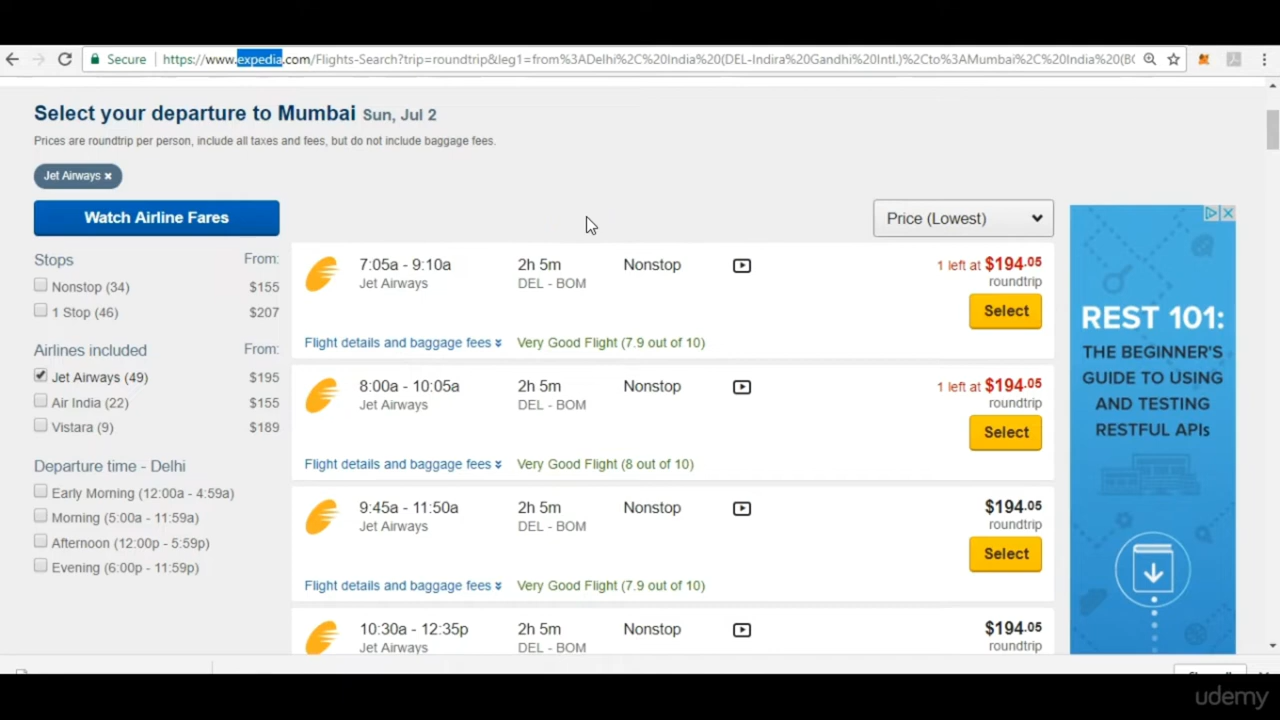 Secure https://www.expedia.com/Flights-Search?trip=roundtrip&leg1=from%3ADelhi%2C%20India%20(DEL-Indira%20Gandhi%20Intl.)%2Cto%3AMumbai%2C%20India%20(BO
Select your departure to Mumbai Sun, Jul 2
Prices are roundtrip per person, include all taxes and fees, but do not include baggage fees.
Jet Airways ×
Watch Airline Fares
Price (Lowest)
Stops From:
Nonstop (34) $155
1 Stop (46) $207
Airlines included From:
Jet Airways (49) $195
Air India (22) $155
Vistara (9) $189
Departure time - Delhi
Early Morning (12:00a - 4:59a)
Morning (5:00a - 11:59a)
Afternoon (12:00p - 5:59p)
Evening (6:00p - 11:59p)
7:05a - 9:10a 2h 5m Nonstop 1 left at $194.05
Jet Airways DEL - BOM roundtrip
Select
Flight details and baggage fees Very Good Flight (7.9 out of 10)
8:00a - 10:05a 2h 5m Nonstop 1 left at $194.05
Jet Airways DEL - BOM roundtrip
Select
Flight details and baggage fees Very Good Flight (8 out of 10)
9:45a - 11:50a 2h 5m Nonstop $194.05
Jet Airways DEL - BOM roundtrip
Select
Flight details and baggage fees Very Good Flight (7.9 out of 10)
10:30a - 12:35p 2h 5m Nonstop $194.05
Jet Airways DEL - BOM roundtrip
REST 101:
THE BEGINNER'S
GUIDE TO USING
AND TESTING
RESTFUL APIs
udemy